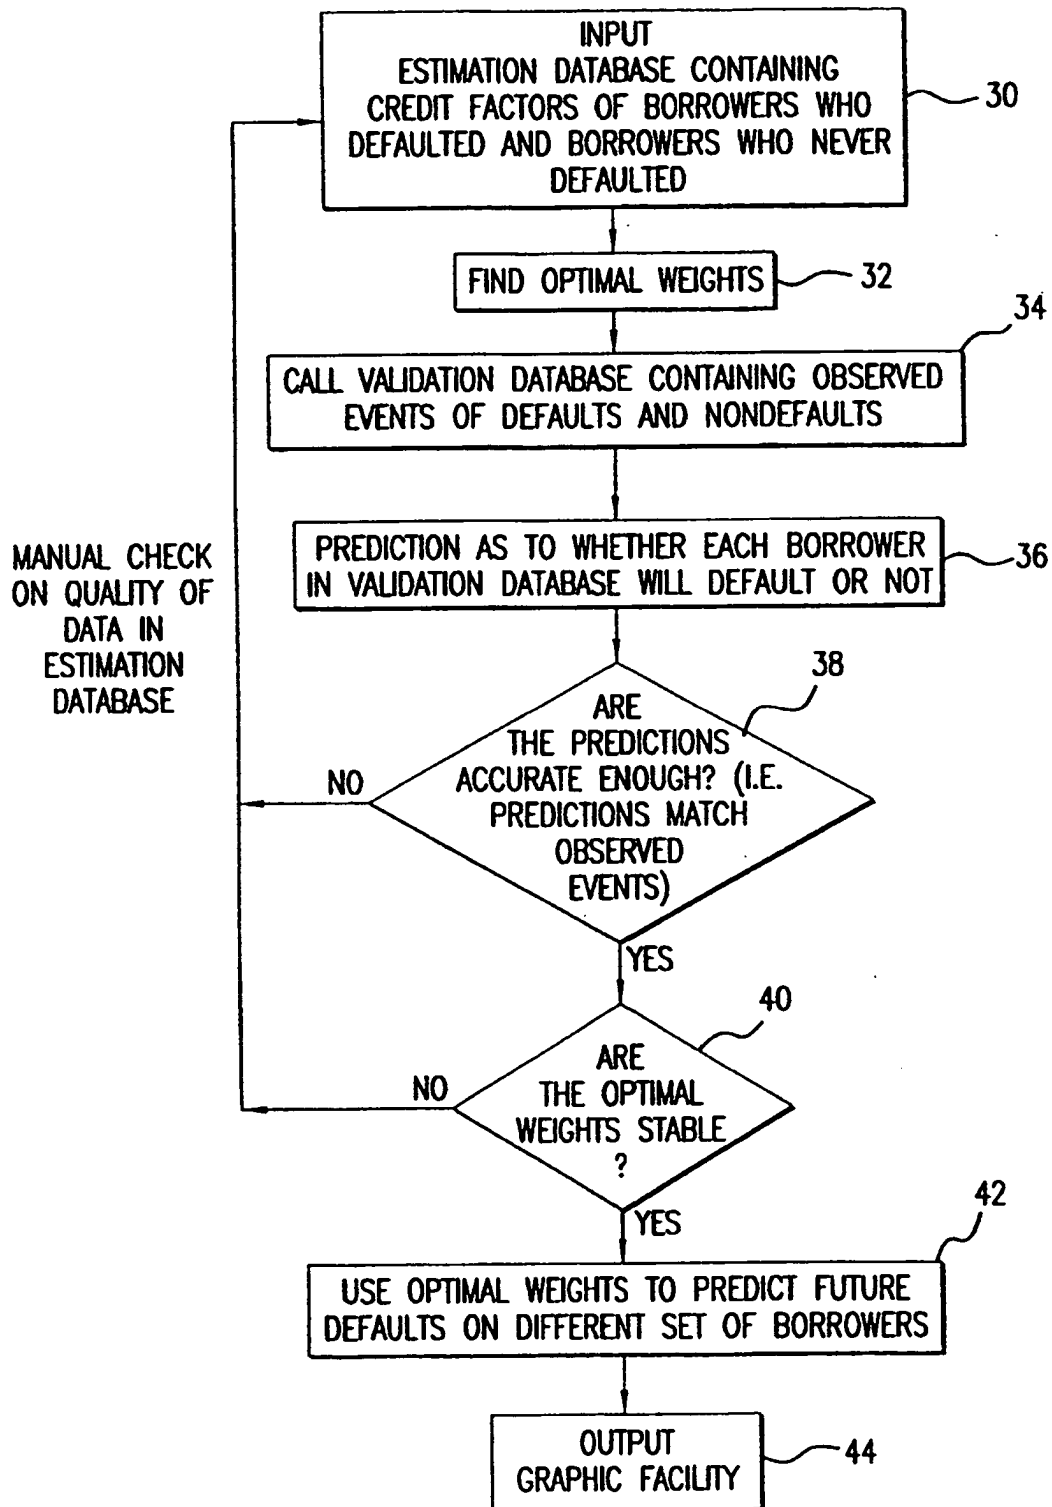 INPUT
ESTIMATION DATABASE CONTAINING
CREDIT FACTORS OF BORROWERS WHO
DEFAULTED AND BORROWERS WHO NEVER
DEFAULTED
30
FIND OPTIMAL WEIGHTS
32
34
CALL VALIDATION DATABASE CONTAINING OBSERVED
EVENTS OF DEFAULTS AND NONDEFAULTS
PREDICTION AS TO WHETHER EACH BORROWER
IN VALIDATION DATABASE WILL DEFAULT OR NOT
36
MANUAL CHECK
ON QUALITY OF
DATA IN
ESTIMATION
DATABASE
38
ARE
THE PREDICTIONS
ACCURATE ENOUGH? (I.E.
PREDICTIONS MATCH
OBSERVED
EVENTS)
NO
YES
40
ARE
THE OPTIMAL
WEIGHTS STABLE
?
NO
YES
42
USE OPTIMAL WEIGHTS TO PREDICT FUTURE
DEFAULTS ON DIFFERENT SET OF BORROWERS
OUTPUT
GRAPHIC FACILITY
44